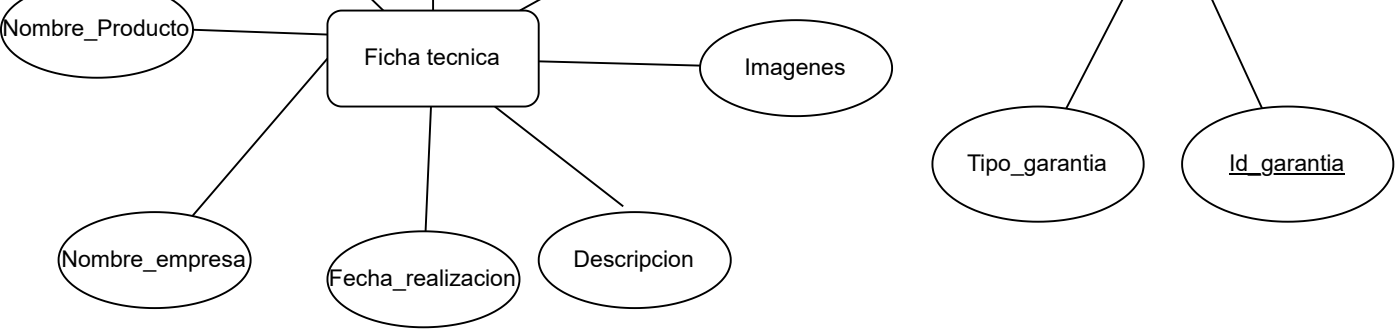 Nombre_Producto
Ficha tecnica
Imagenes
Tipo_garantia
Id_garantia
Nombre_empresa
Fecha_realizacion
Descripcion